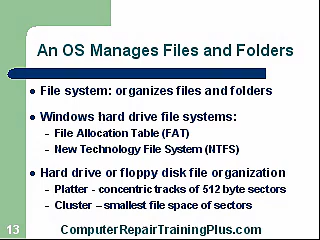 An OS Manages Files and Folders
● File system: organizes files and folders
● Windows hard drive file systems:
- File Allocation Table (FAT)
- New Technology File System (NTFS)
● Hard drive or floppy disk file organization
- Platter - concentric tracks of 512 byte sectors
- Cluster – smallest file space of sectors
13 ComputerRepairTrainingPlus.com